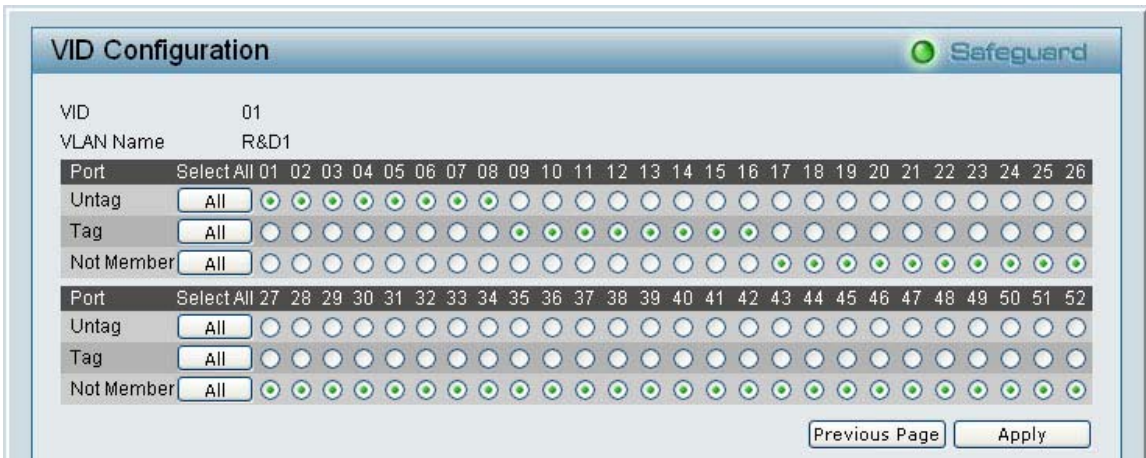 VID Configuration
Safeguard
VID 01
VLAN Name R&D1
Port Select All 01 02 03 04 05 06 07 08 09 10 11 12 13 14 15 16 17 18 19 20 21 22 23 24 25 26
Untag All
Tag All
Not Member All
Port Select All 27 28 29 30 31 32 33 34 35 36 37 38 39 40 41 42 43 44 45 46 47 48 49 50 51 52
Untag All
Tag All
Not Member All
Previous Page Apply